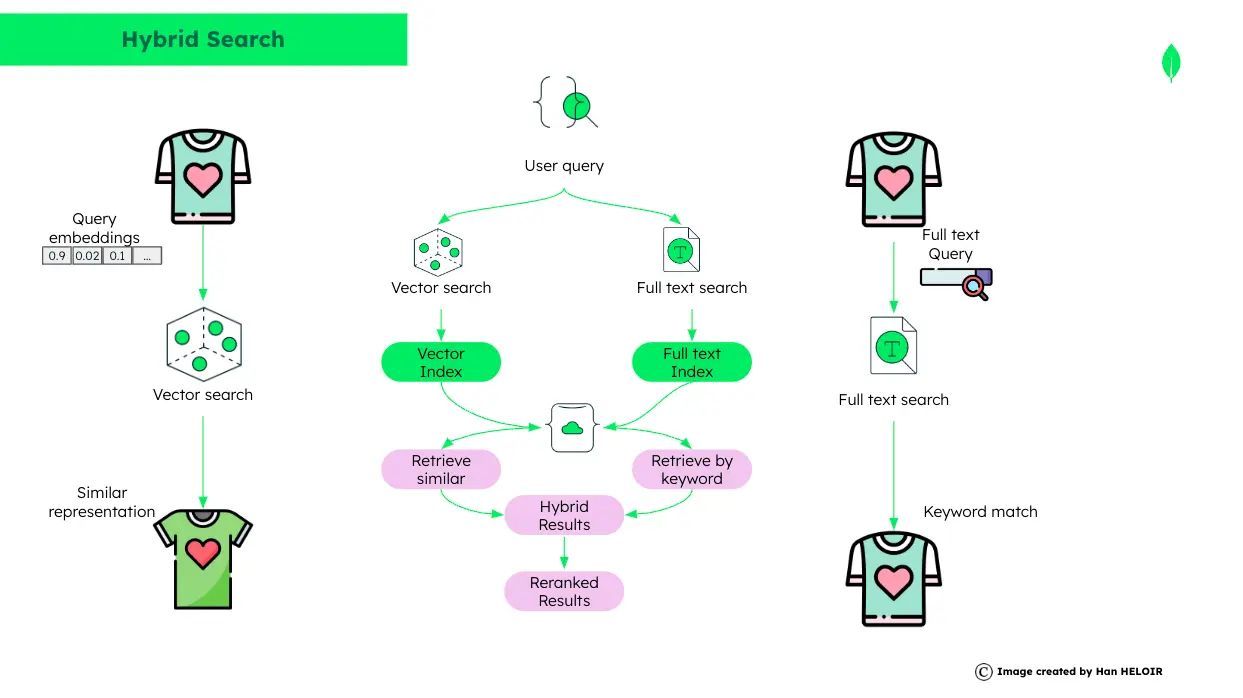 Hybrid Search
User query
Query
embeddings
0.9 0.02 0.1 ...
Vector search
Similar
representation
Vector search
Full text search
Vector
Index
Full text
Index
Retrieve
similar
Retrieve by
keyword
Hybrid
Results
Reranked
Results
Full text
Query
T
T
Full text search
Keyword match
© Image created by Han HELOIR